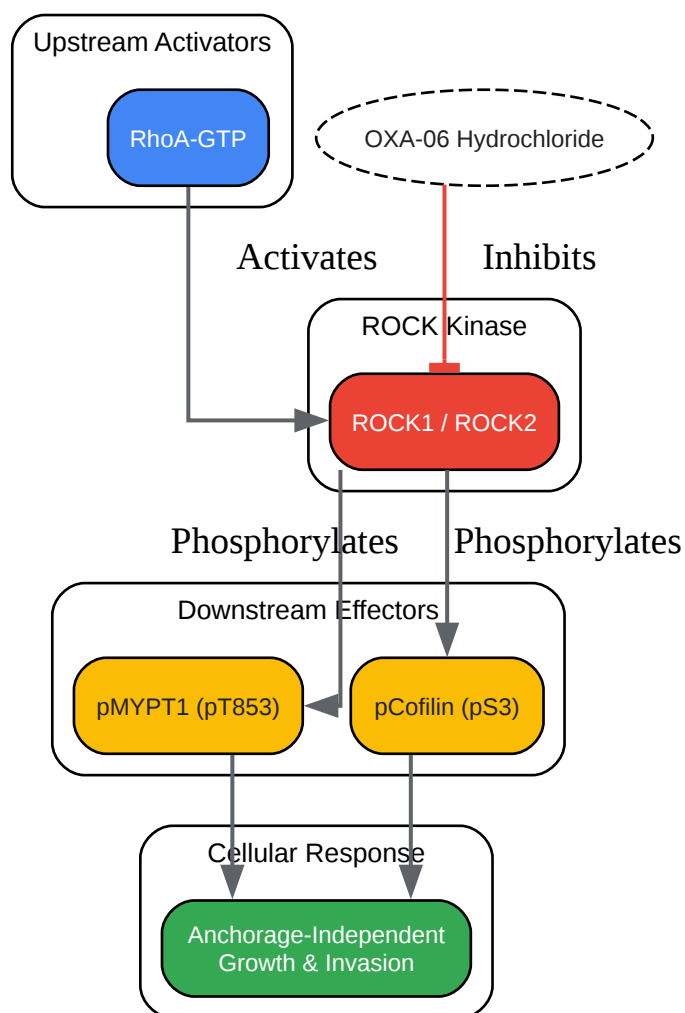 Upstream Activators
RhoA-GTP
OXA-06 Hydrochloride
Activates
Inhibits
ROCK Kinase
ROCK1 / ROCK2
Phosphorylates
Phosphorylates
Downstream Effectors
pMYPT1 (pT853)
pCofilin (pS3)
Cellular Response
Anchorage-Independent
Growth & Invasion